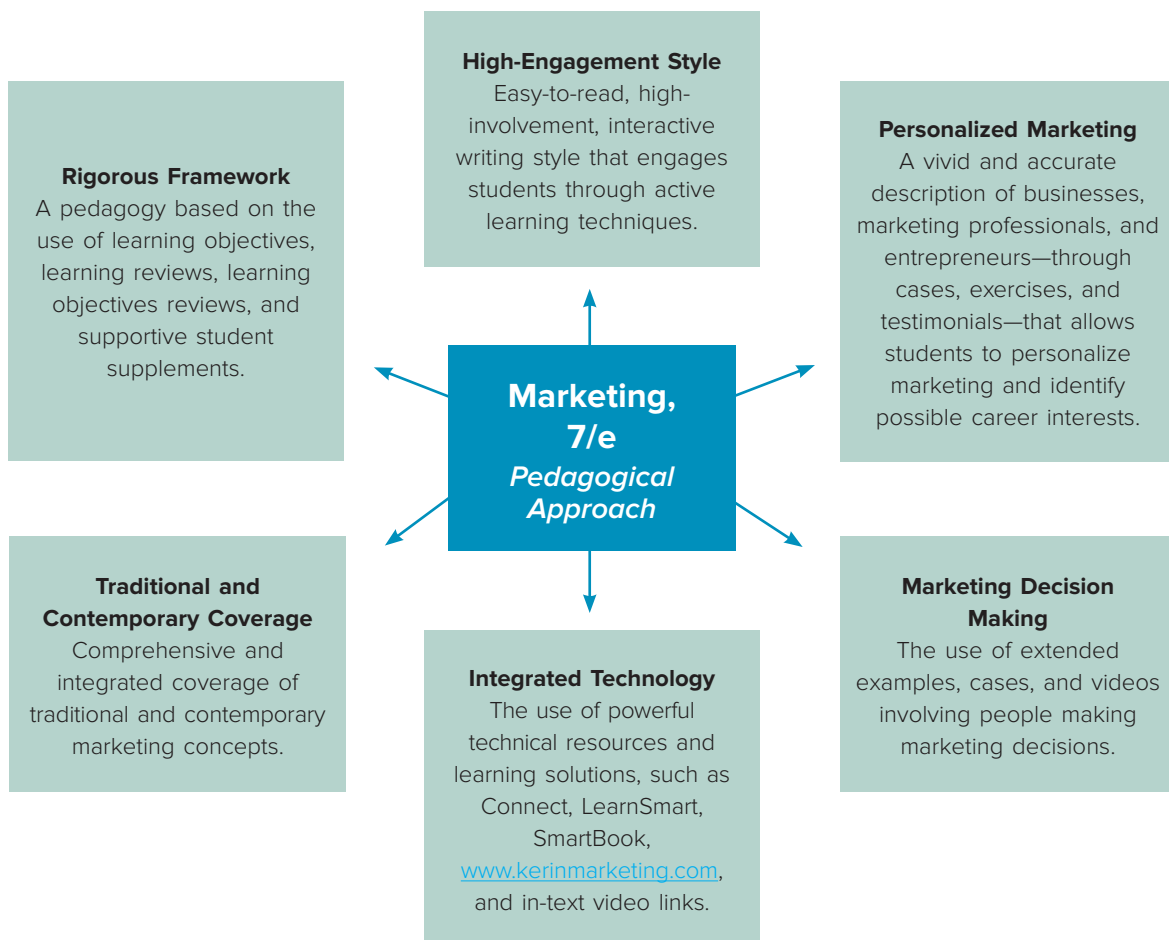 High-Engagement Style
Easy-to-read, high-
involvement, interactive
writing style that engages
students through active
learning techniques.
Rigorous Framework
A pedagogy based on the
use of learning objectives,
learning reviews, learning
objectives reviews, and
supportive student
supplements.
Personalized Marketing
A vivid and accurate
description of businesses,
marketing professionals, and
entrepreneurs—through
cases, exercises, and
testimonials—that allows
students to personalize
marketing and identify
possible career interests.
Marketing,
7/e
Pedagogical
Approach
Traditional and
Contemporary Coverage
Comprehensive and
integrated coverage of
traditional and contemporary
marketing concepts.
Integrated Technology
The use of powerful
technical resources and
learning solutions, such as
Connect, LearnSmart,
SmartBook,
www.kerinmarketing.com,
and in-text video links.
Marketing Decision
Making
The use of extended
examples, cases, and videos
involving people making
marketing decisions.